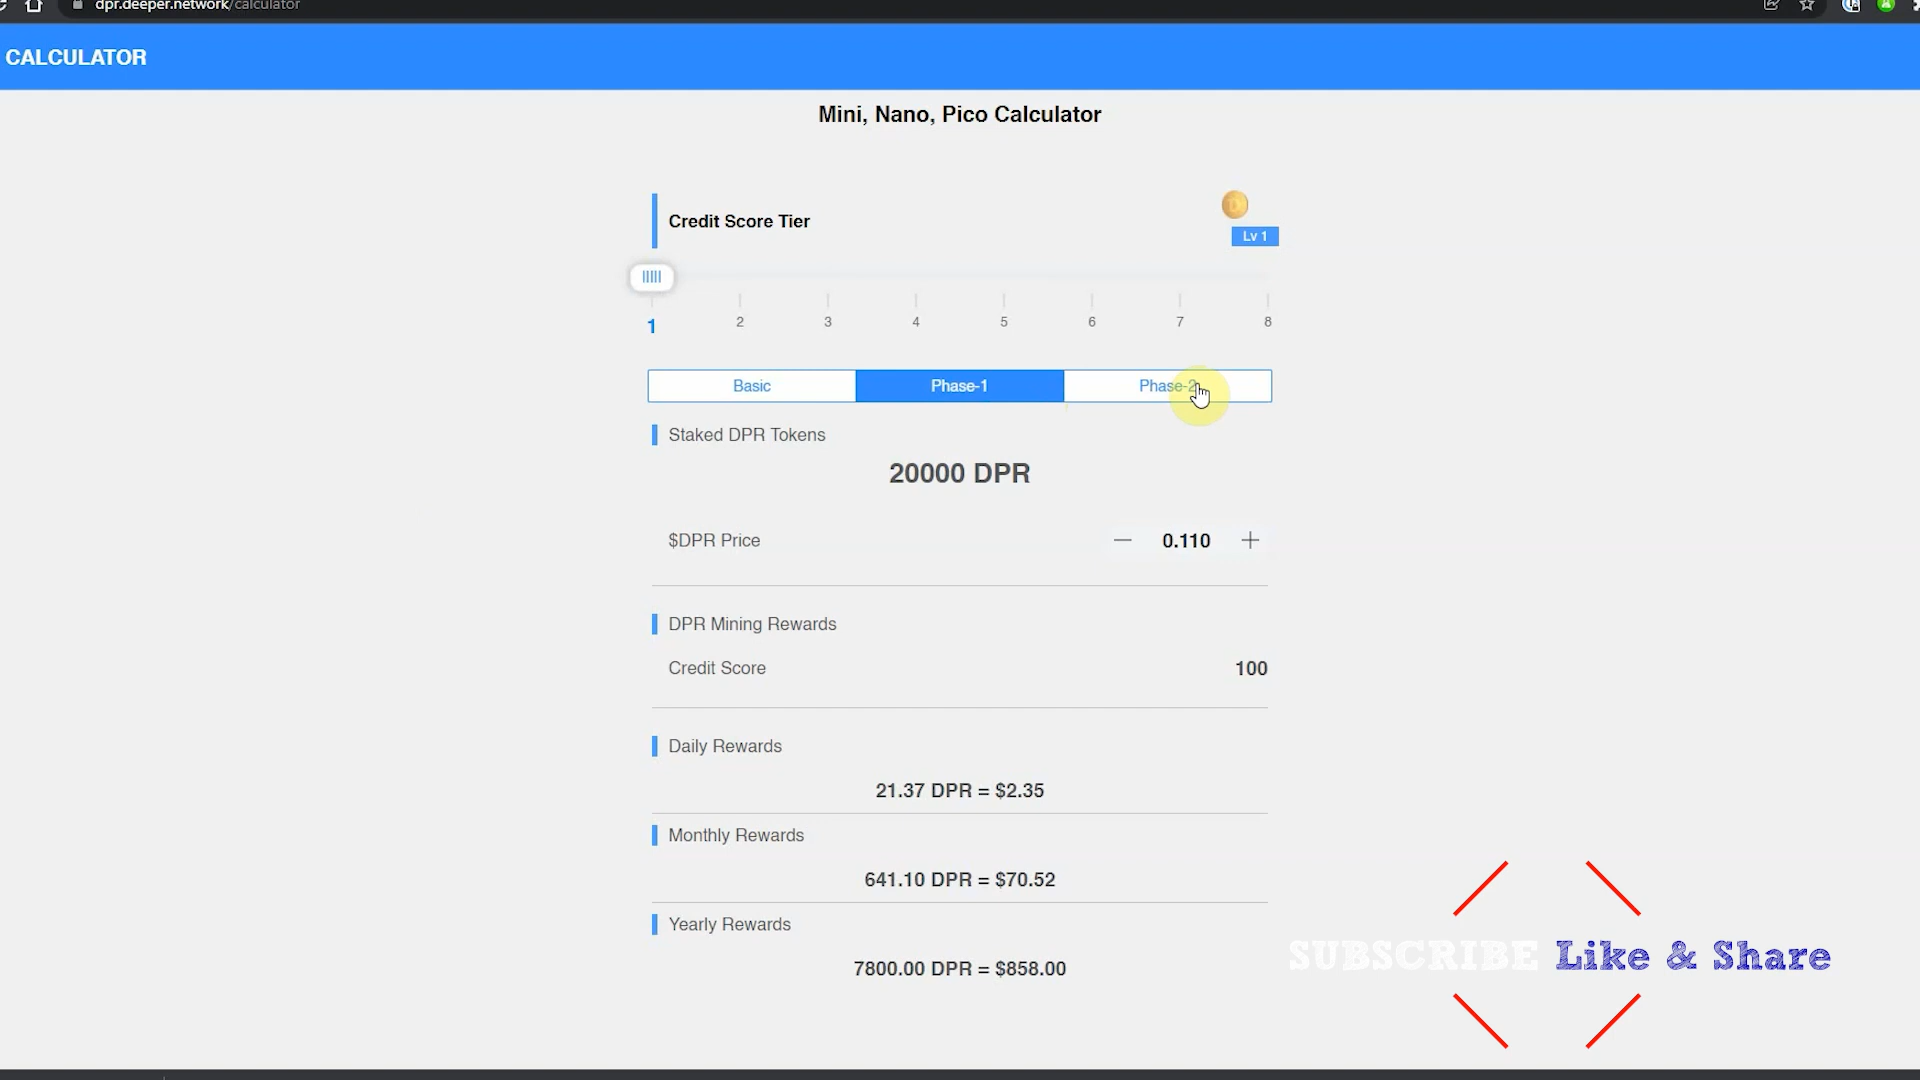 dpr.deeper.network/calculator
CALCULATOR
Mini, Nano, Pico Calculator
Credit Score Tier
Lv 1
1 2 3 4 5 6 7 8
Basic Phase-1 Phase-2
Staked DPR Tokens
20000 DPR
$DPR Price — 0.110 +
DPR Mining Rewards
Credit Score 100
Daily Rewards
21.37 DPR = $2.35
Monthly Rewards
641.10 DPR = $70.52
Yearly Rewards
7800.00 DPR = $858.00
SUBSCRIBE Like & Share